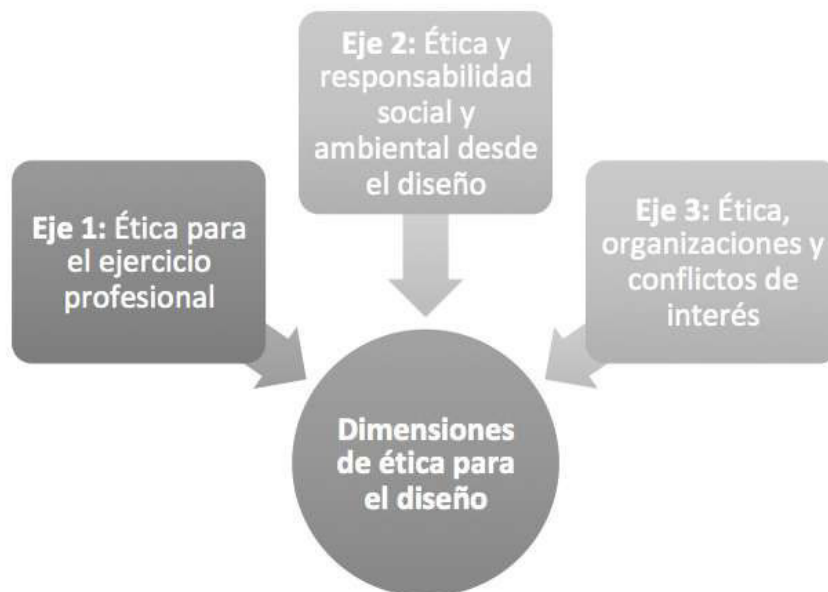 Eje 1: Ética para
el ejercicio
profesional
Eje 2: Ética y
responsabilidad
social y
ambiental desde
el diseño
Eje 3: Ética,
organizaciones y
conflictos de
interés
Dimensiones
de ética para
el diseño